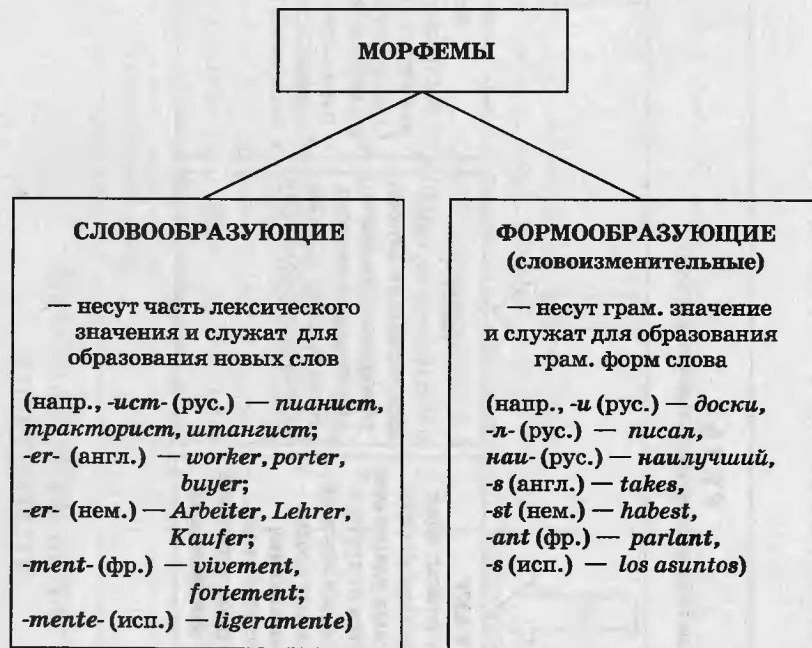 МОРФЕМЫ
СЛОВООБРАЗУЮЩИЕ
— несут часть лексического
значения и служат для
образования новых слов
(напр., -ист- (рус.) — пианист,
тракторист, штангист;
-er- (англ.) — worker, porter,
buyer;
-er- (нем.) — Arbeiter, Lehrer,
Kaufer;
-ment- (фр.) — vivement,
fortement;
-mente- (исп.) — ligeramente)
ФОРМООБРАЗУЮЩИЕ
(словоизменительные)
— несут грам. значение
и служат для образования
грам. форм слова
(напр., -и (рус.) — доски,
-л- (рус.) — писал,
наи- (рус.) — наилучший,
-s (англ.) — takes,
-st (нем.) — habest,
-ant (фр.) — parlant,
-s (исп.) — los asuntos)